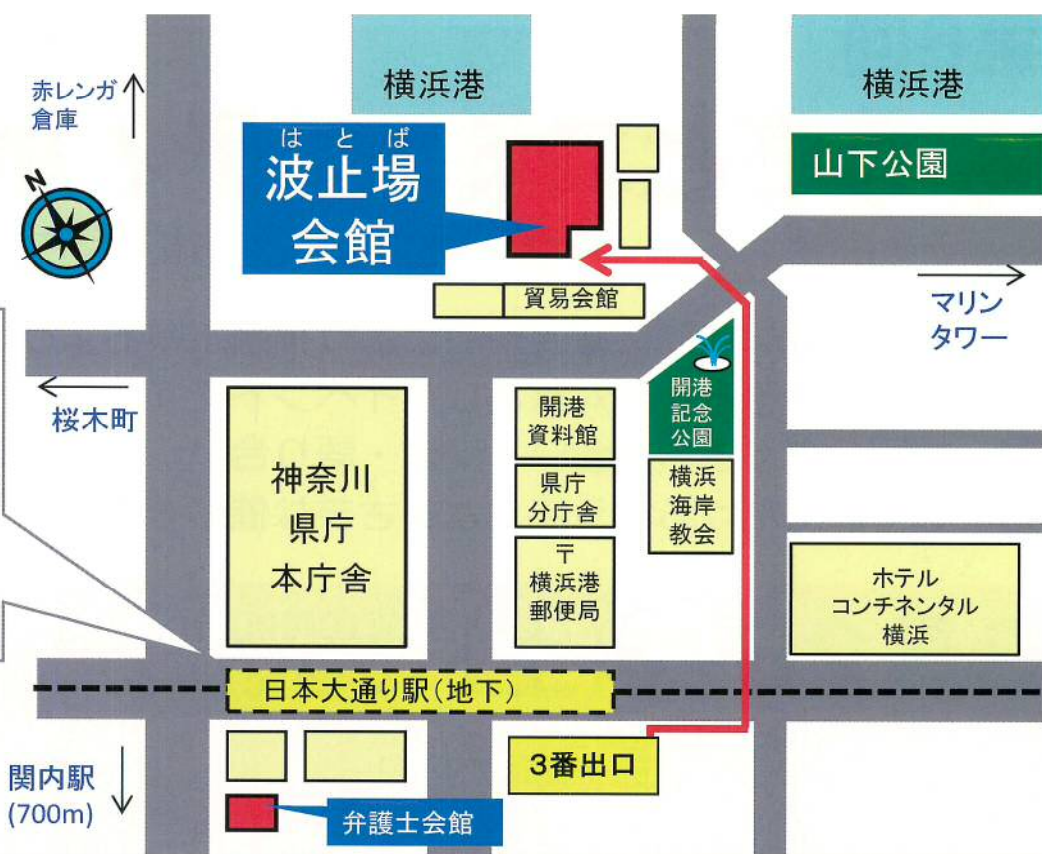 横浜港
横浜港
赤レンガ
倉庫
はとば
波止場
会館
山下公園
N
貿易会館
マリン
タワー
桜木町
開港
資料館
開港
記念
公園
神奈川
県庁
本庁舎
県庁
分庁舎
横浜
海岸
教会
〒
横浜港
郵便局
ホテル
コンチネンタル
横浜
日本大通り駅(地下)
3番出口
関内駅
(700m)
弁護士会館